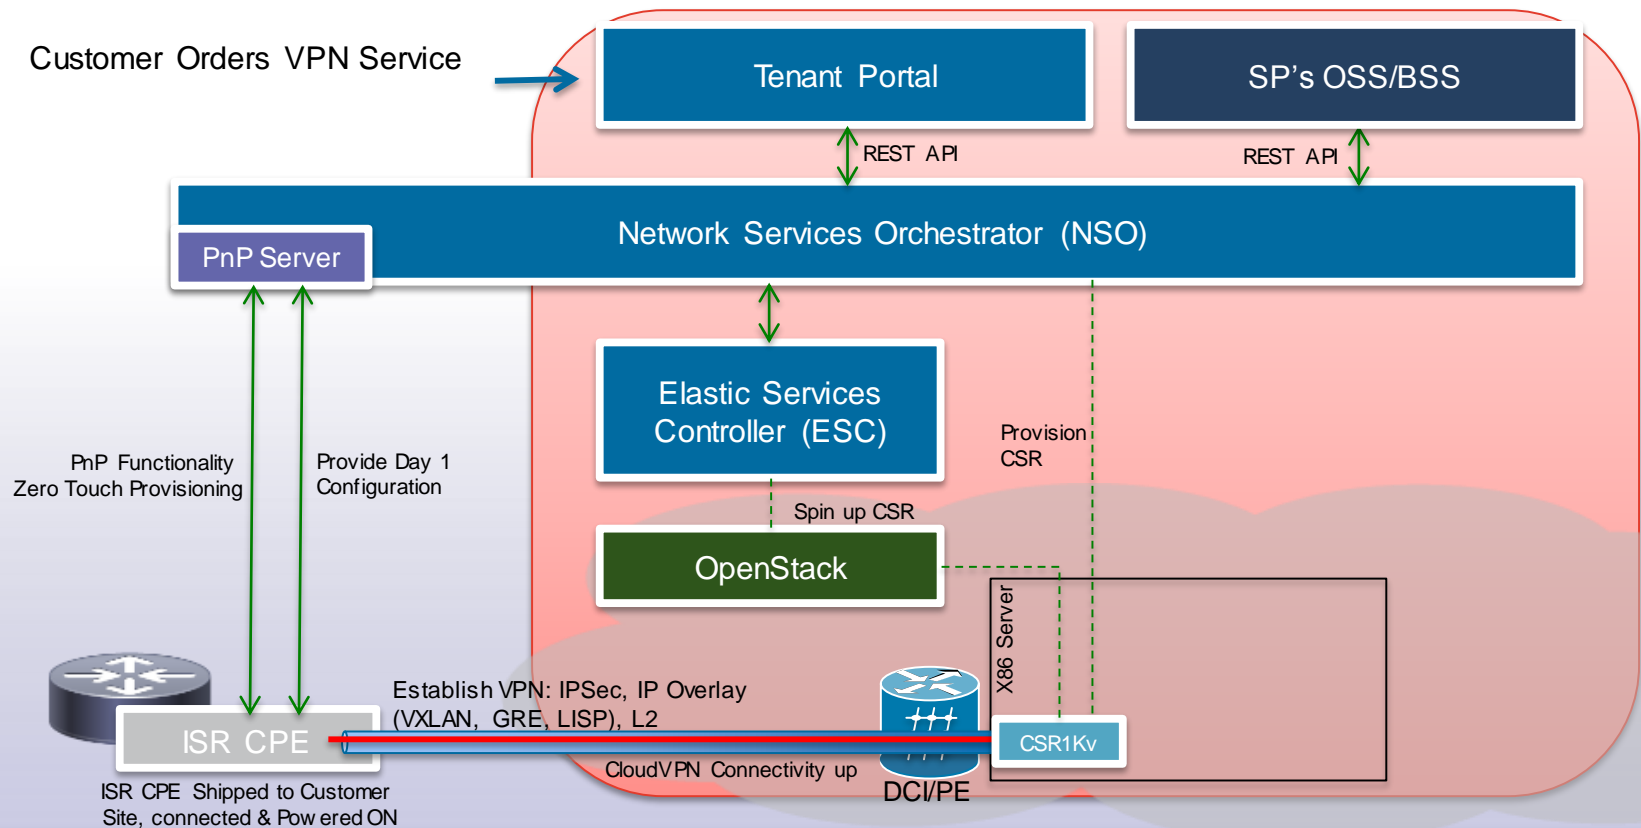 Customer Orders VPN Service
Tenant Portal
SP's OSS/BSS
REST API
REST API
Network Services Orchestrator (NSO)
PnP Server
Elastic Services
Controller (ESC)
Provision
CSR
PnP Functionality
Zero Touch Provisioning
Provide Day 1
Configuration
Spin up CSR
OpenStack
X86 Server
Establish VPN: IPSec, IP Overlay
(VXLAN, GRE, LISP), L2
ISR CPE
CSR1Kv
CloudVPN Connectivity up
DCI/PE
ISR CPE Shipped to Customer
Site, connected & Powered ON